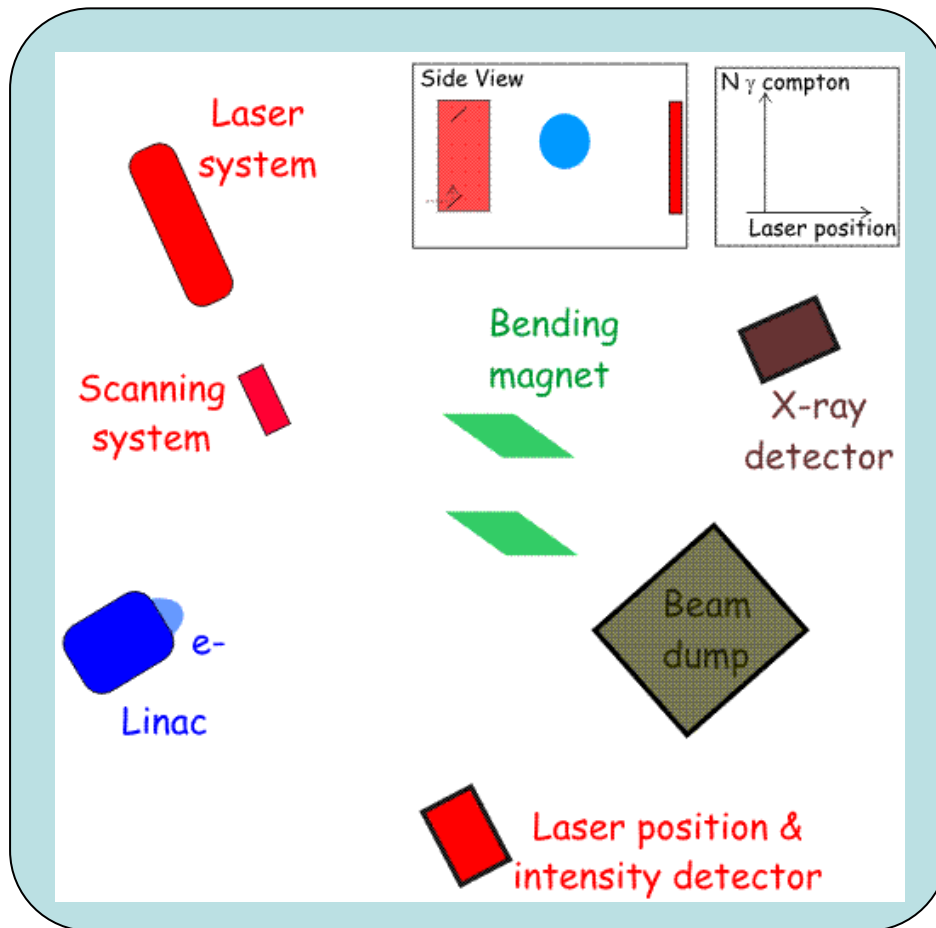 Side View
N γ compton
Laser position
Laser
system
Bending
magnet
Scanning
system
X-ray
detector
Beam
dump
e-
Linac
Laser position &
intensity detector